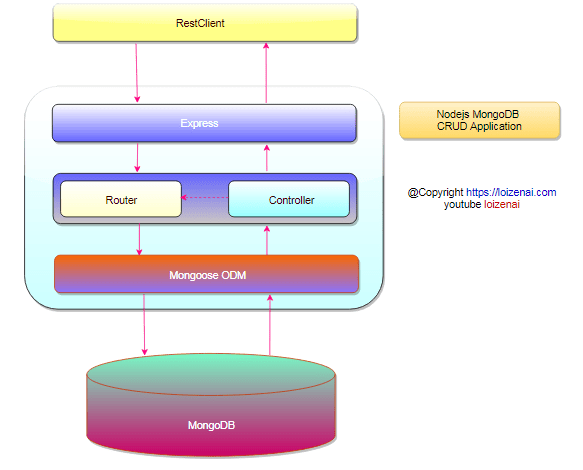 RestClient
Express
Nodejs MongoDB
CRUD Application
Router
Controller
@Copyright https://loizenai.com
youtube loizenai
Mongoose ODM
MongoDB